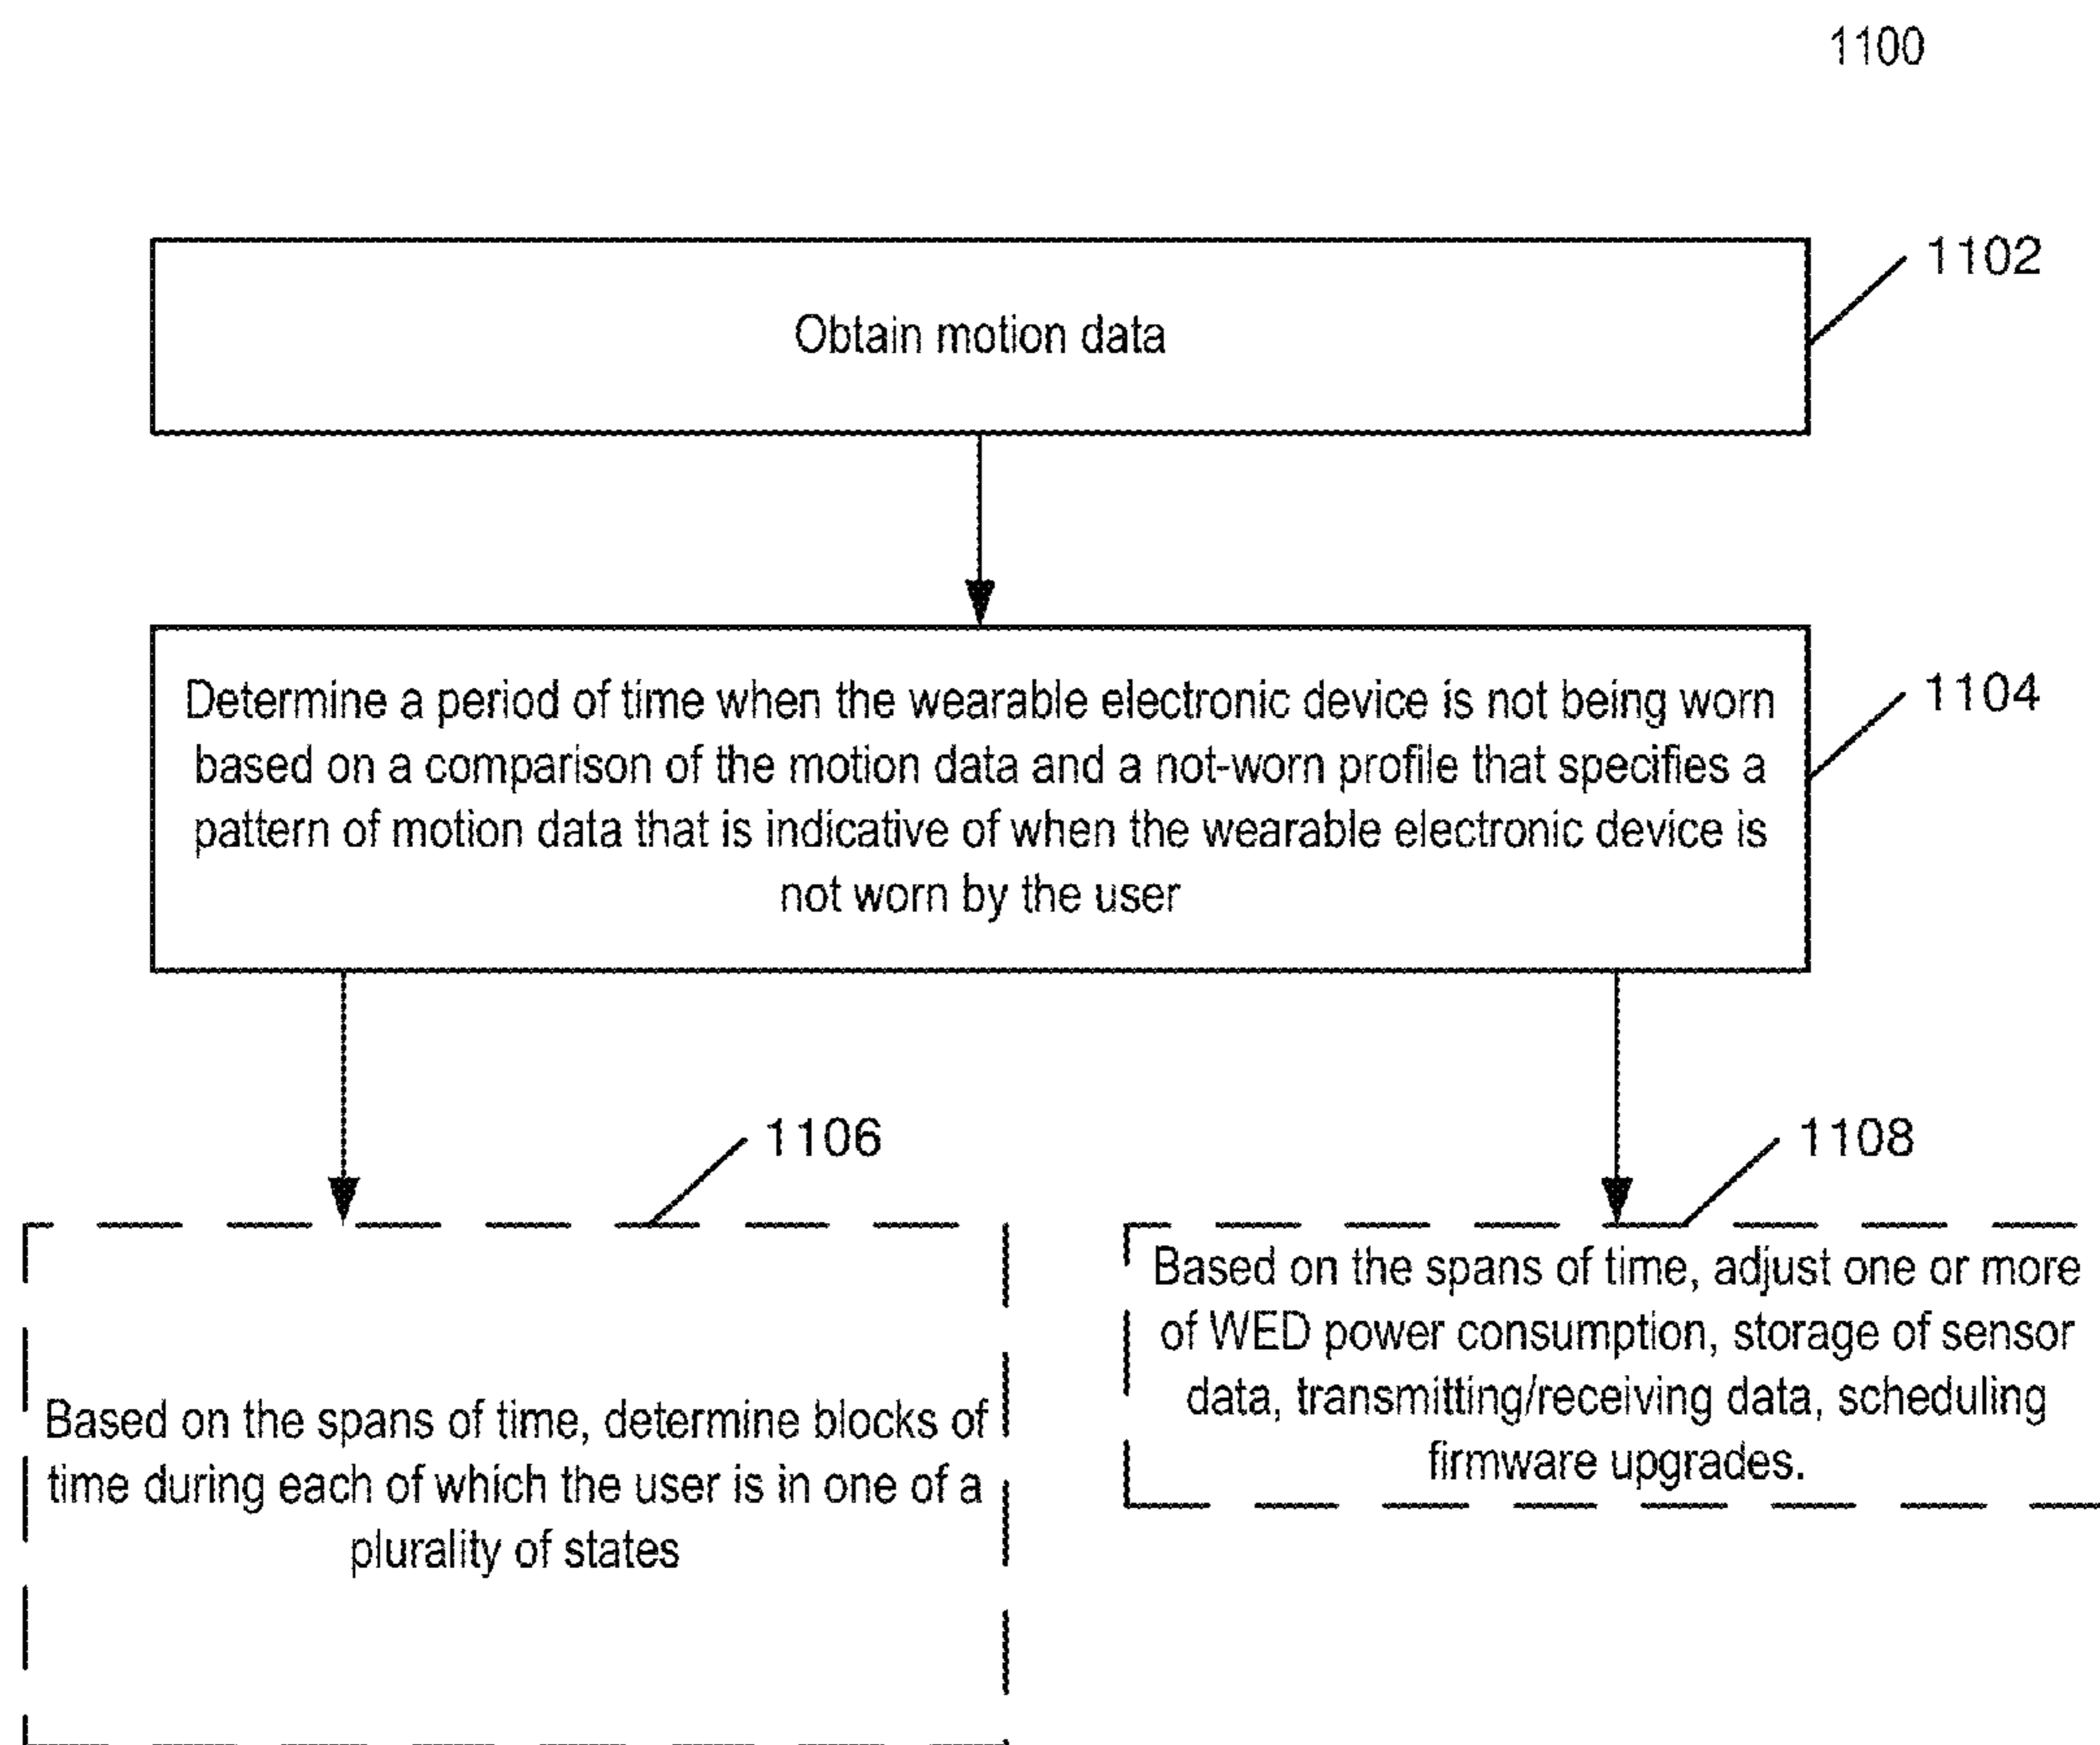 1100
Obtain motion data
1102
Determine a period of time when the wearable electronic device is not being worn
based on a comparison of the motion data and a not-worn profile that specifies a
pattern of motion data that is indicative of when the wearable electronic device is
not worn by the user
1104
1106
Based on the spans of time, determine blocks of
time during each of which the user is in one of a
plurality of states
1108
Based on the spans of time, adjust one or more
of WED power consumption, storage of sensor
data, transmitting/receiving data, scheduling
firmware upgrades.